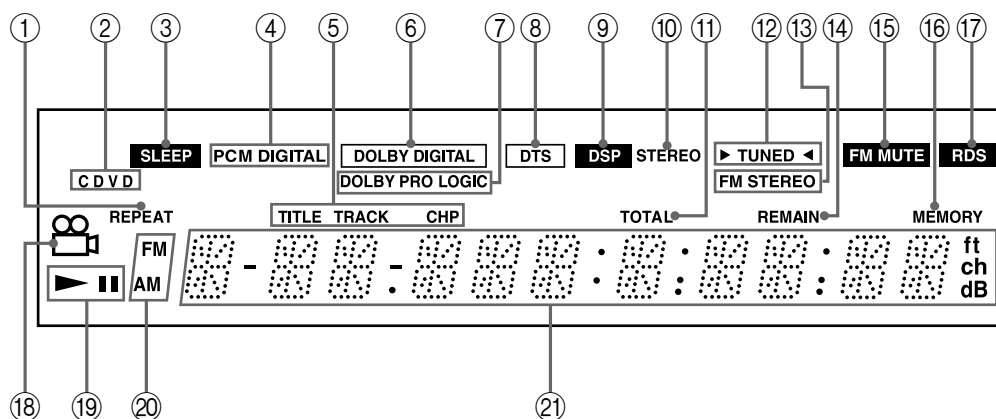 ① ② ③ ④ ⑤ ⑥ ⑦ ⑧ ⑨ ⑩ ⑪ ⑫ ⑬ ⑭ ⑮ ⑯ ⑰
SLEEP PCM DIGITAL DOLBY DIGITAL DTS DSP STEREO ► TUNED ◄ FM MUTE RDS
C D V D DOLBY PRO LOGIC FM STEREO
REPEAT TITLE TRACK CHP TOTAL REMAIN MEMORY
FM ft
ch
AM dB
⑱ ⑲ ⑳ ㉑